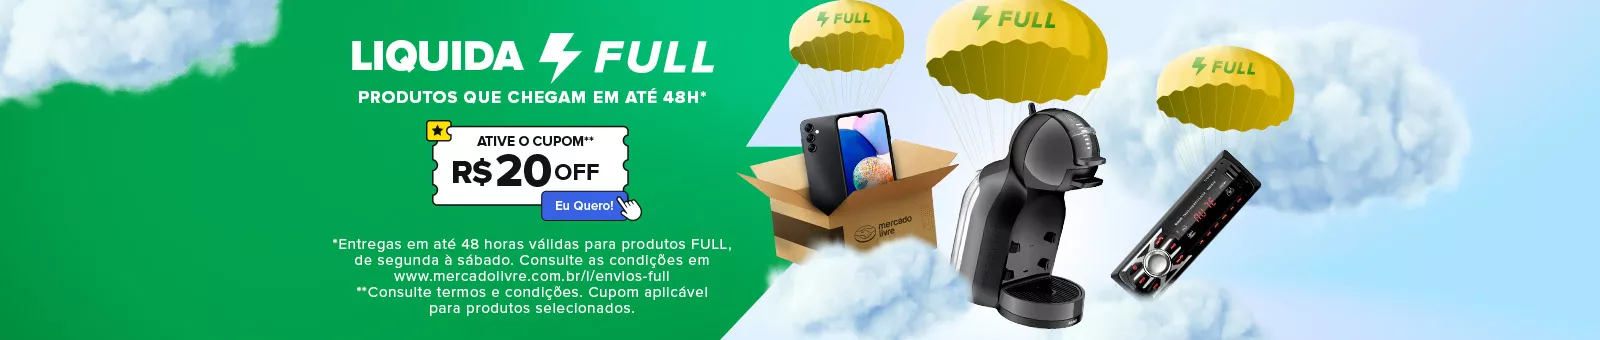 LIQUIDA FULL
PRODUTOS QUE CHEGAM EM ATÉ 48H*
ATIVE O CUPOM**
R$20 OFF
Eu Quero!
*Entregas em até 48 horas válidas para produtos FULL,
de segunda à sábado. Consulte as condições em
www.mercadolivre.com.br/l/envios-full
**Consulte termos e condições. Cupom aplicável
para produtos selecionados.
FULL
FULL
FULL
mercado
livre